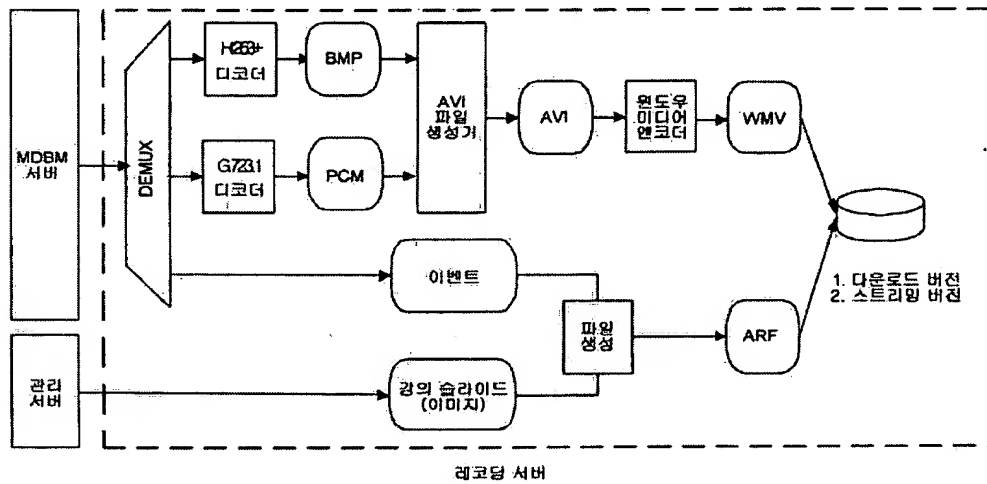 MDBM
서버
관리
서버
DEMUX
H263+
디코더
BMP
G.723.1
디코더
PCM
AVI
파일
생성기
AVI
윈도우
미디어
엔코더
WMV
이벤트
강의 슬라이드
(이미지)
파일
생성
ARF
1. 다운로드 버전
2. 스트리밍 버전
레코딩 서버